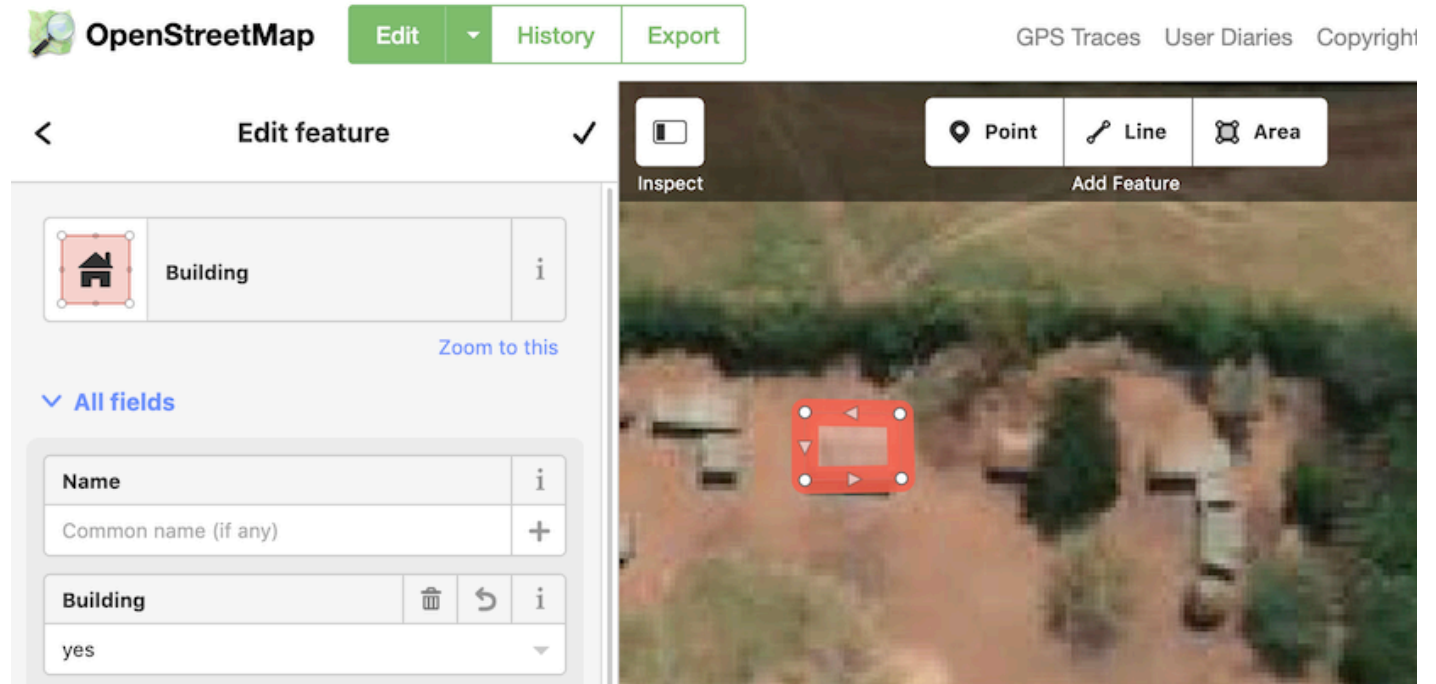 OpenStreetMap Edit History Export GPS Traces User Diaries Copyright
Edit feature
Inspect
Point Line Area
Add Feature
Building i
Zoom to this
All fields
Name i
Common name (if any) +
Building i
yes